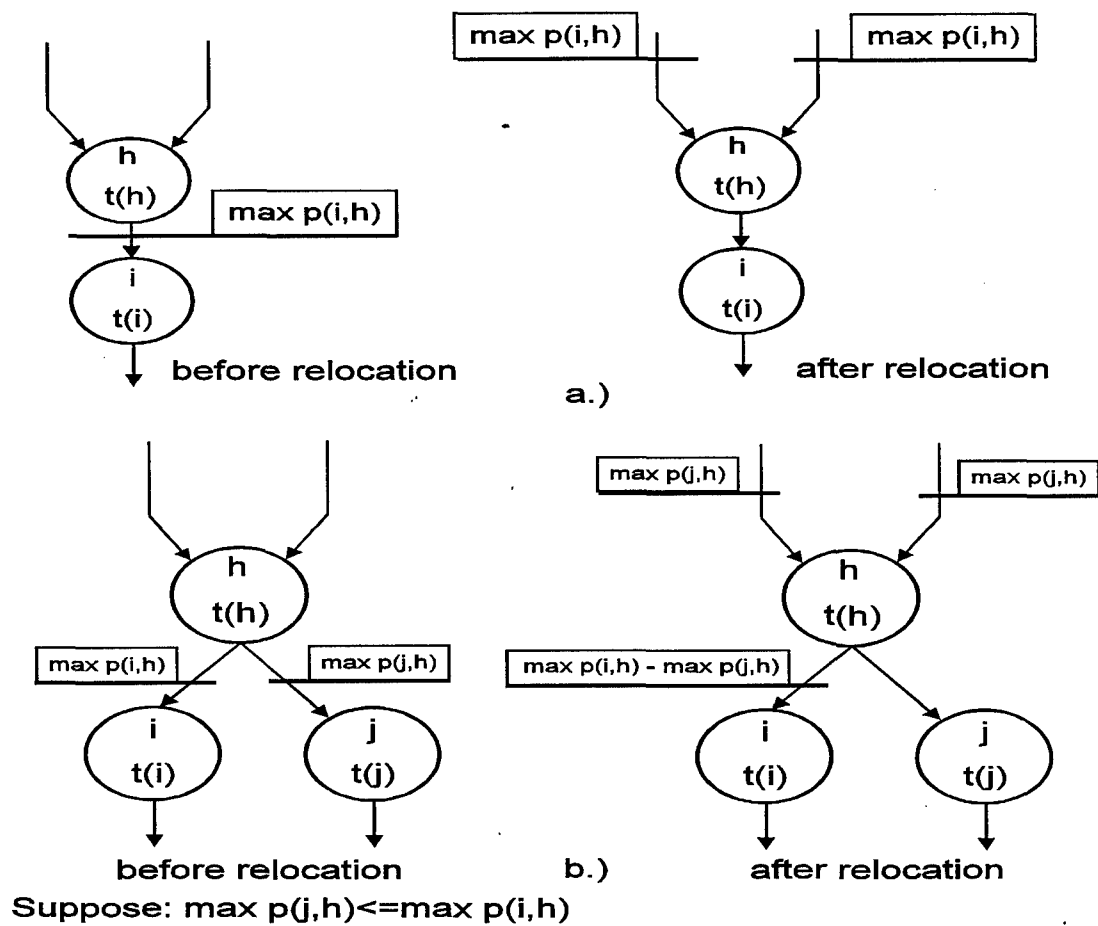 max p(i,h)
max p(i,h)
h
t(h)
max p(i,h)
i
t(i)
before relocation
h
t(h)
i
t(i)
after relocation
a.)
max p(j,h)
max p(j,h)
h
t(h)
max p(i,h)
max p(j,h)
i
t(i)
j
t(j)
before relocation
h
t(h)
max p(i,h) - max p(j,h)
i
t(i)
j
t(j)
after relocation
b.)
Suppose: max p(j,h)<=max p(i,h)